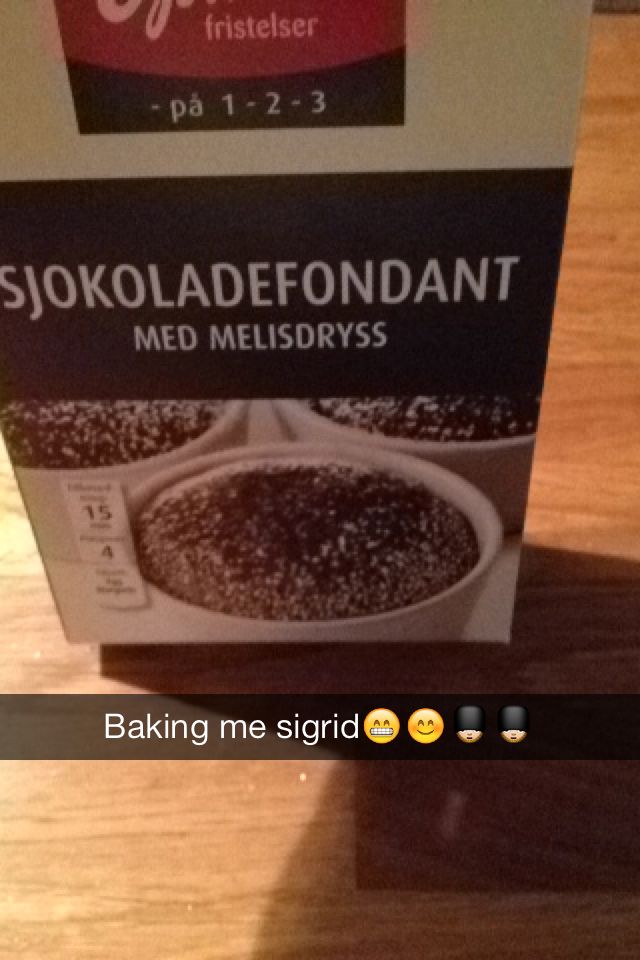 fristelser
- på 1-2-3
SJOKOLADEFONDANT
MED MELISDRYSS
15
4
Baking me sigrid😁😊💂💂